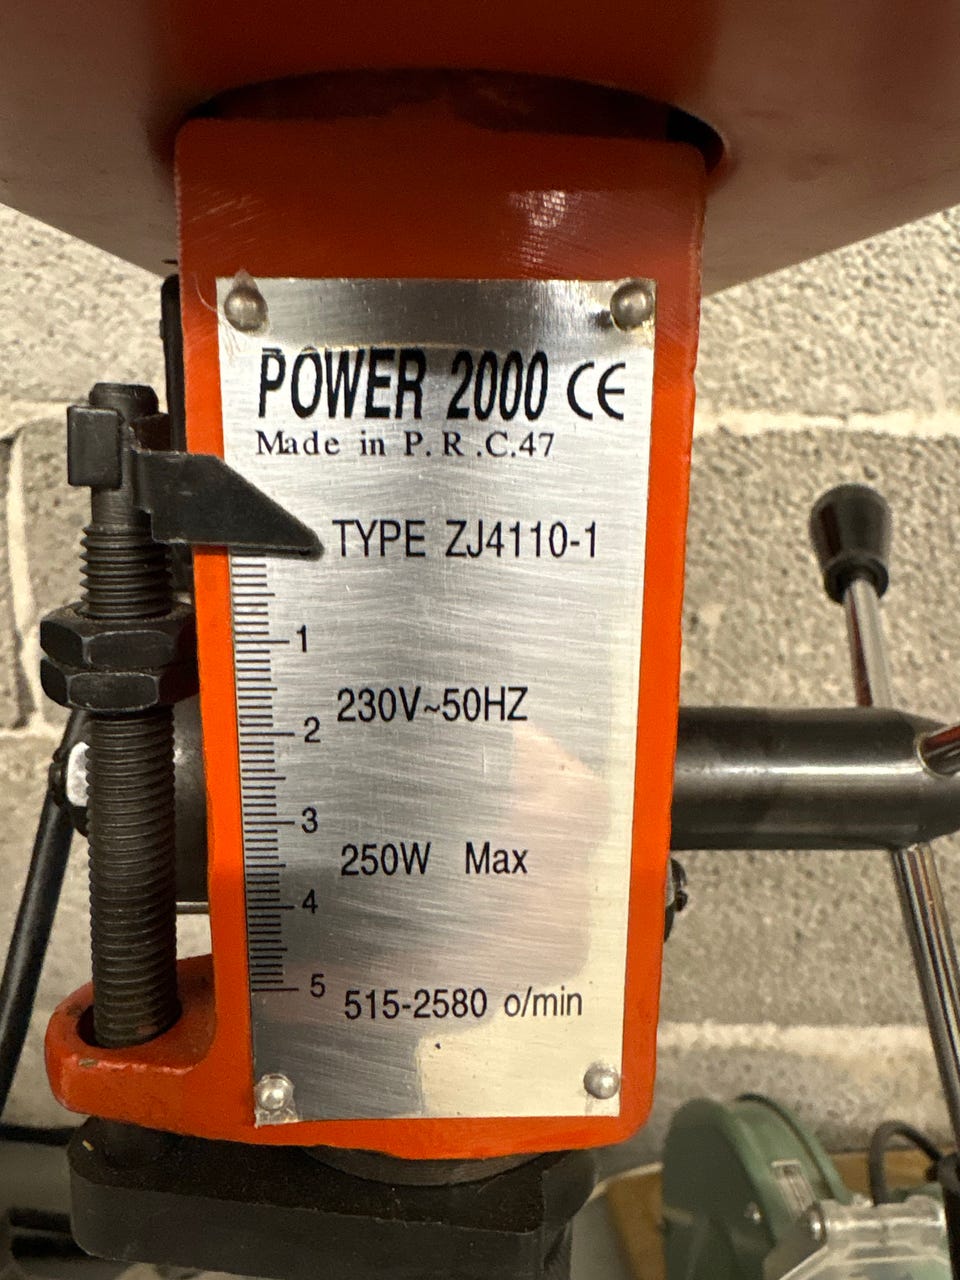 POWER 2000 CE
Made in P.R.C.47
TYPE ZJ4110-1
1
230V~50HZ
2
3
250W Max
4
5
515-2580 o/min